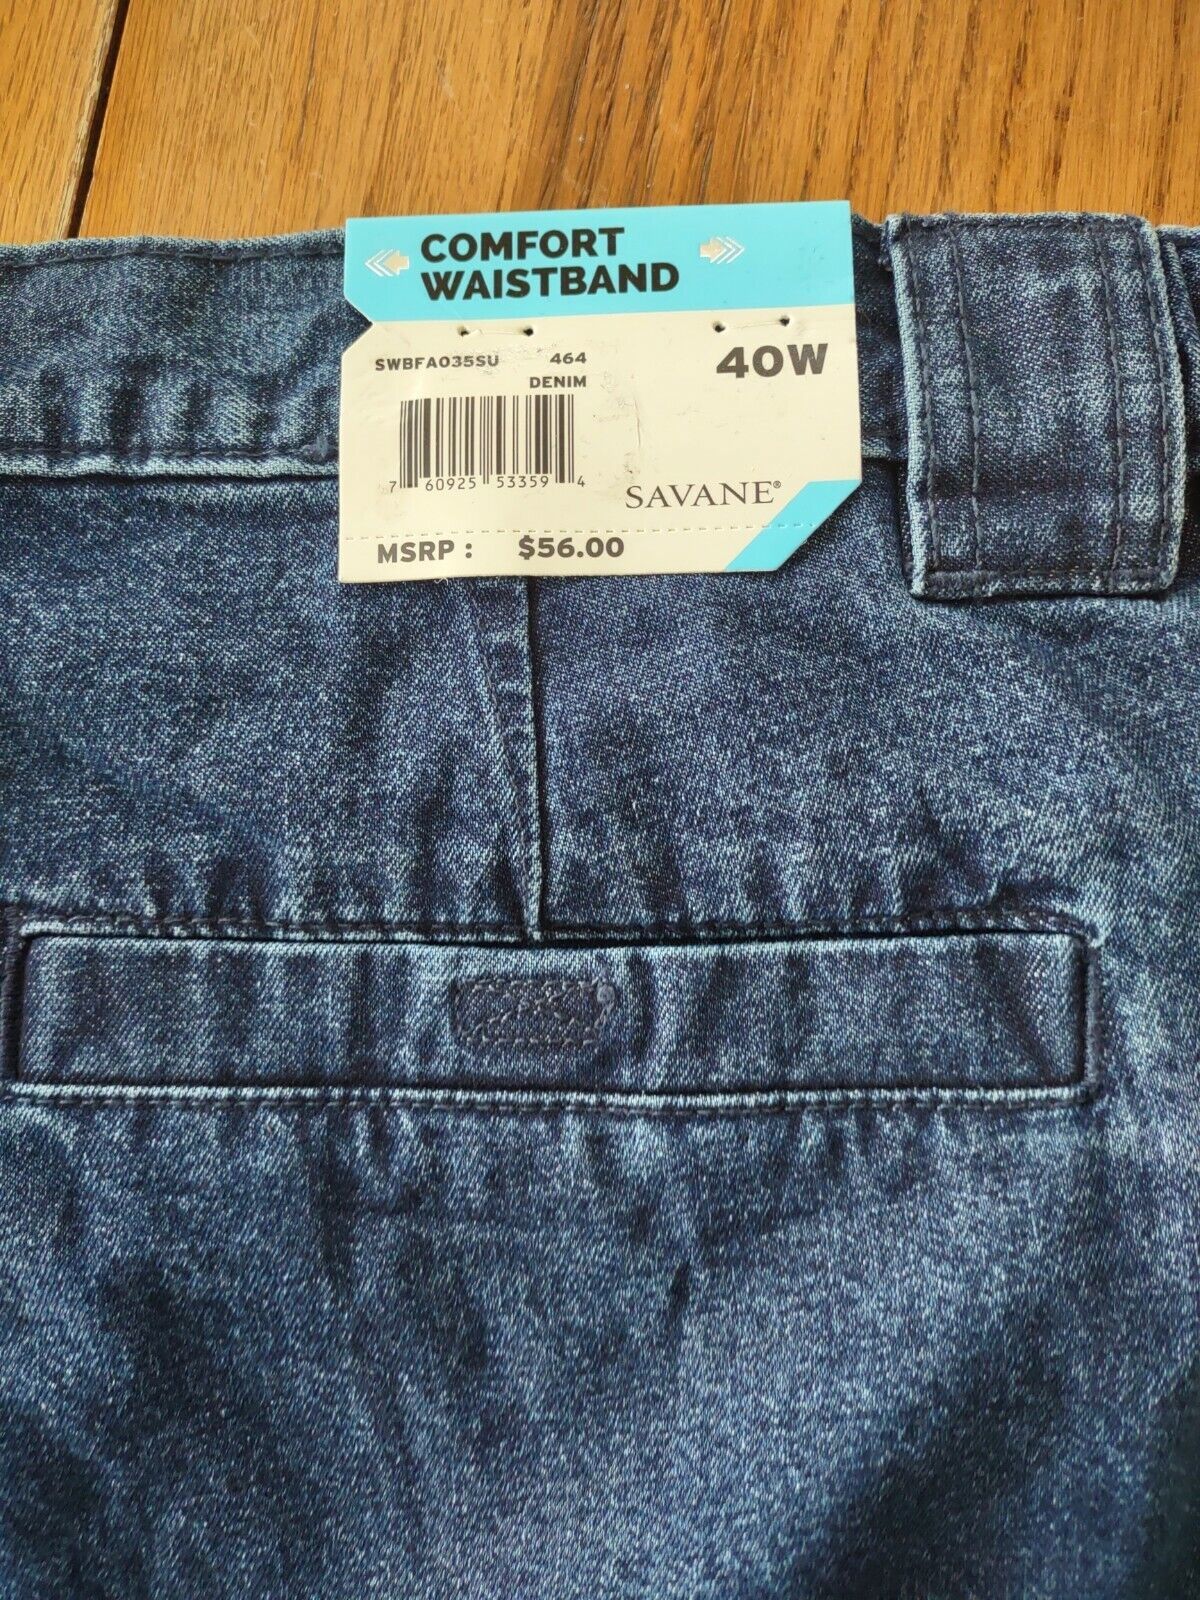 COMFORT
WAISTBAND
SWBFA035SU 464
DENIM
40W
7 60925 53359 4
SAVANE®
MSRP : $56.00